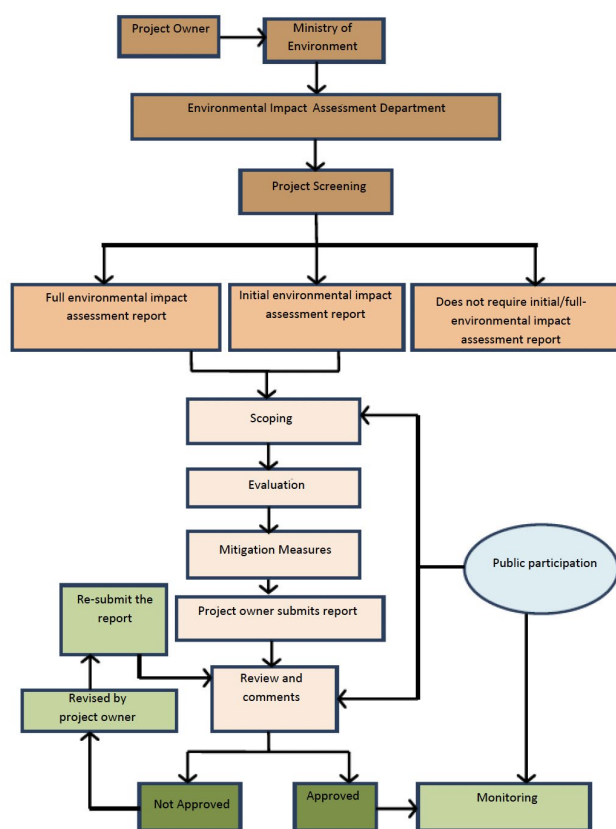 Project Owner
Ministry of
Environment
Environmental Impact Assessment Department
Project Screening
Full environmental impact
assessment report
Initial environmental impact
assessment report
Does not require initial/full-
environmental impact
assessment report
Scoping
Evaluation
Mitigation Measures
Public participation
Re-submit the
report
Project owner submits report
Review and
comments
Revised by
project owner
Not Approved
Approved
Monitoring